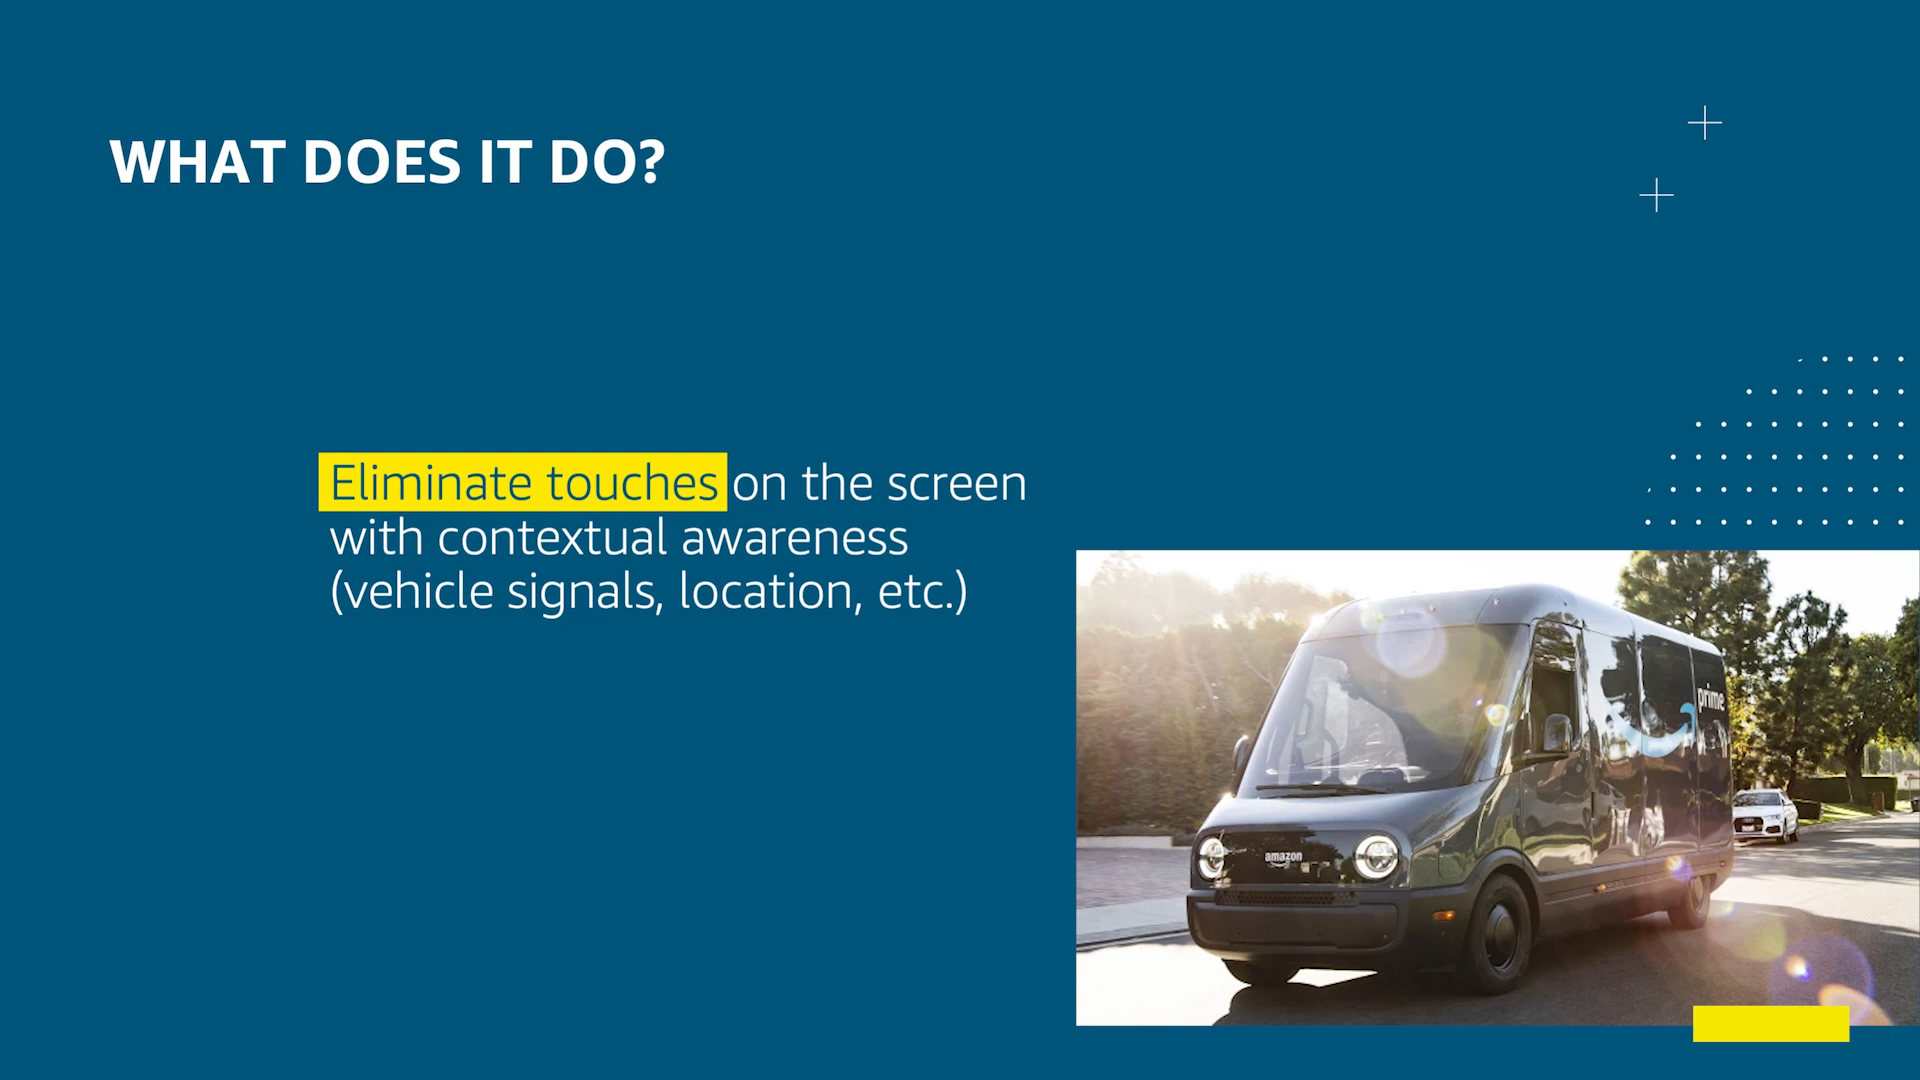 WHAT DOES IT DO?
Eliminate touches on the screen
with contextual awareness
(vehicle signals, location, etc.)
prime
amazon